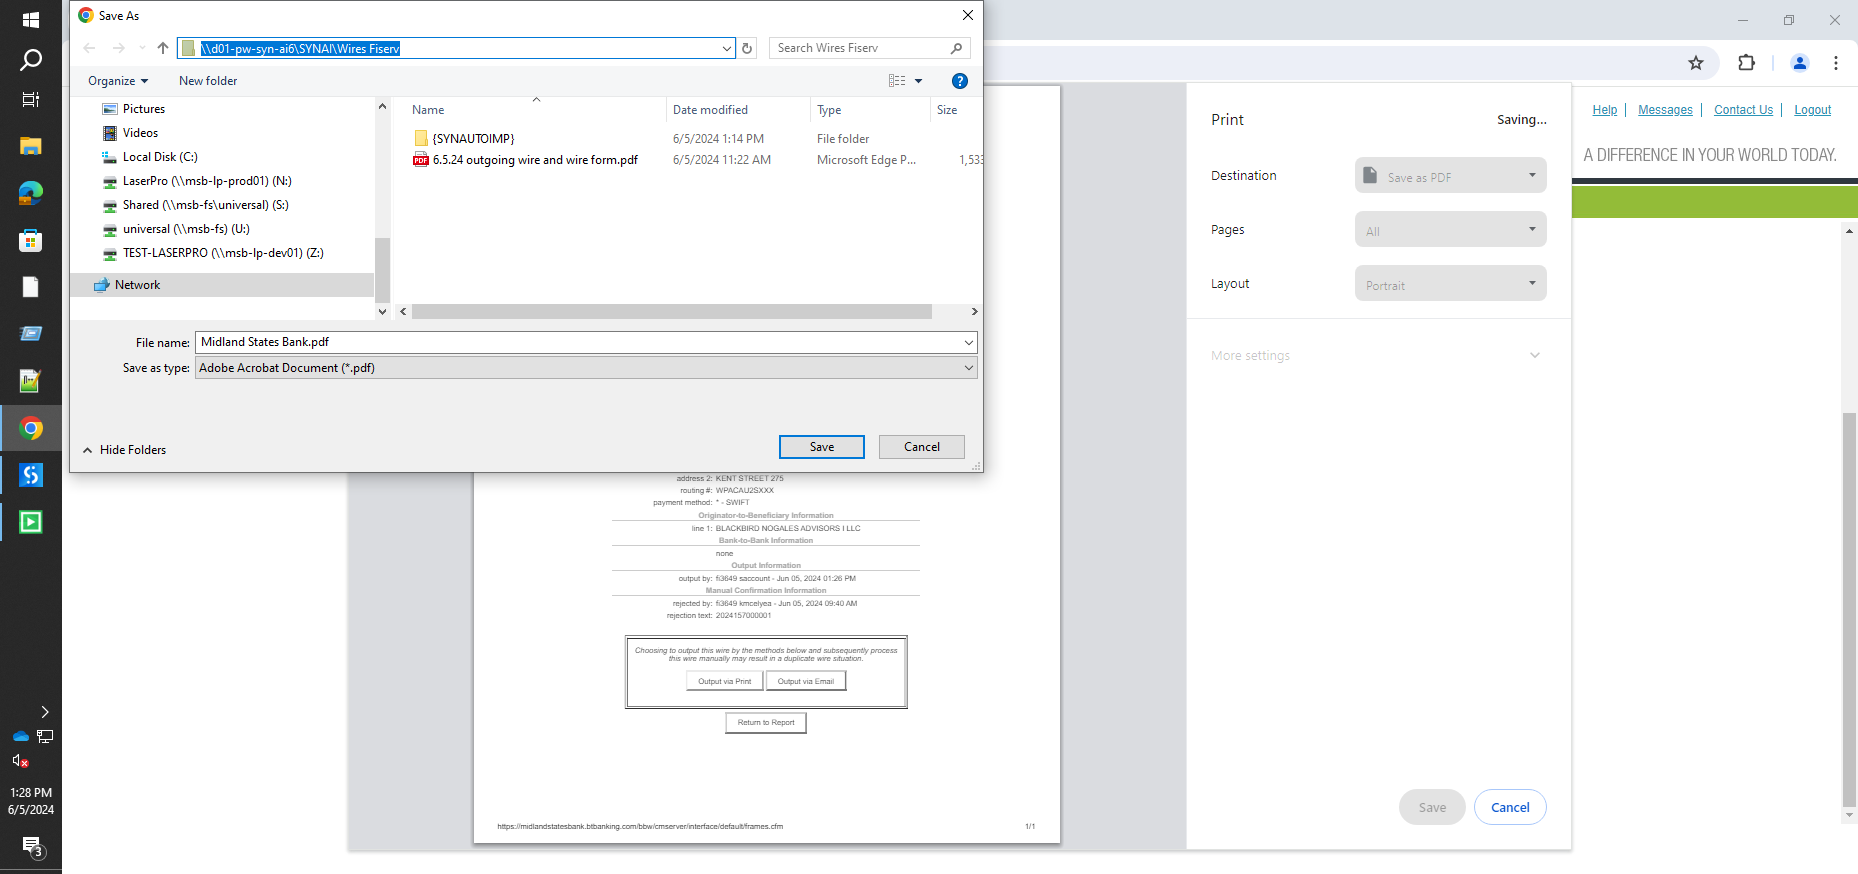 Save As
\\d01-pw-syn-ai6\SYNAI\Wires Fiserv
Search Wires Fiserv
Organize
New folder
?
Pictures
Videos
Local Disk (C:)
LaserPro (\\msb-lp-prod01) (N:)
Shared (\\msb-fs\universal) (S:)
universal (\\msb-fs) (U:)
TEST-LASERPRO (\\msb-lp-dev01) (Z:)
Network
Name Date modified Type Size
{SYNAUTOIMP} 6/5/2024 1:14 PM File folder
PDF 6.5.24 outgoing wire and wire form.pdf 6/5/2024 11:22 AM Microsoft Edge P... 1,533
File name: Midland States Bank.pdf
Save as type: Adobe Acrobat Document (*.pdf)
Hide Folders
Save
Cancel
Print
Saving...
Destination Save as PDF
Pages All
Layout Portrait
More settings
Save
Cancel
Help | Messages | Contact Us | Logout
A DIFFERENCE IN YOUR WORLD TODAY.
address 2: KENT STREET 275
routing #: WPACAU2SXXX
payment method: * - SWIFT
Originator-to-Beneficiary Information
line 1: BLACKBIRD NOGALES ADVISORS I LLC
Bank-to-Bank Information
none
Output Information
output by: fi3649 saccount - Jun 05, 2024 01:26 PM
Manual Confirmation Information
rejected by: fi3649 kmcelyea - Jun 05, 2024 09:40 AM
rejection text: 2024157000001
Choosing to output this wire by the methods below and subsequently process
this wire manually may result in a duplicate wire situation.
Output via Print
Output via Email
Return to Report
https://midlandstatesbank.btbanking.com/bbw/cmserver/interface/default/frames.cfm
1/1
1:28 PM
6/5/2024
3